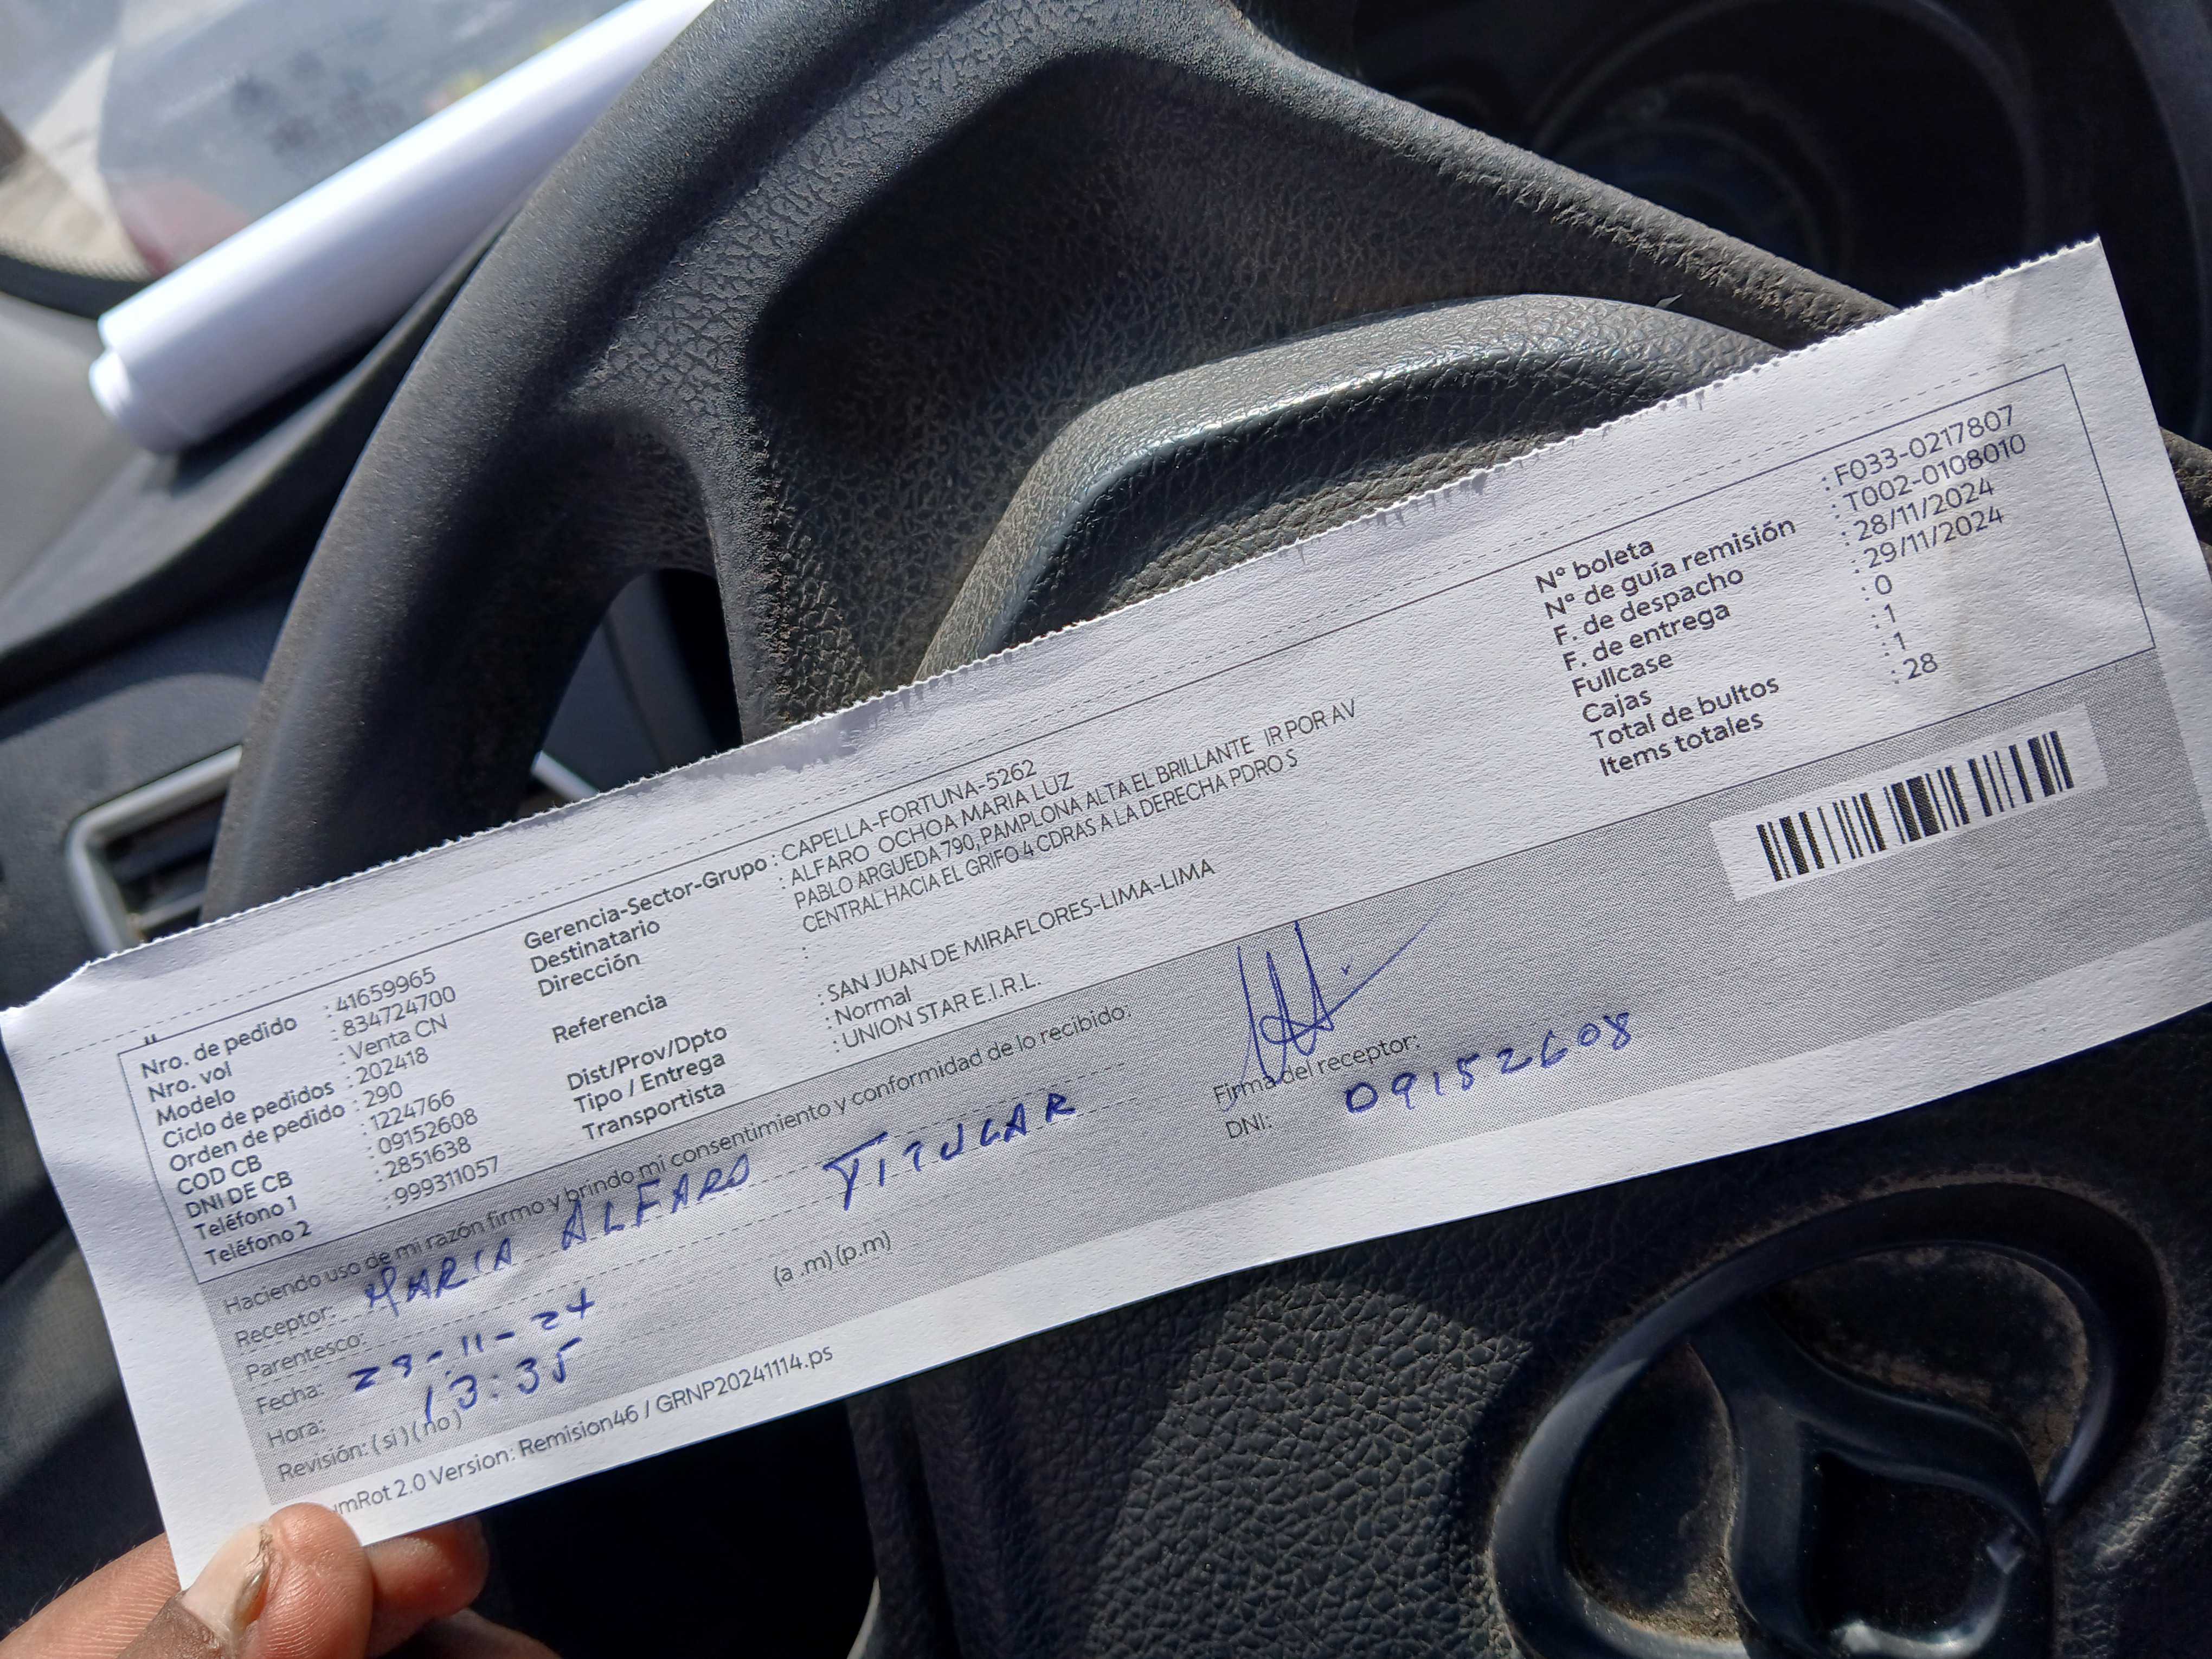 Nro. de pedido : 41659965
Nro. vol : 834724700
Modelo : Venta CN
Ciclo de pedidos : 202418
Orden de pedido : 290
COD CB : 1224766
DNI DE CB : 09152608
Teléfono 1 : 2851638
Teléfono 2 : 999311057
Gerencia-Sector-Grupo : CAPELLA-FORTUNA-5262
Destinatario : ALFARO OCHOA MARIA LUZ
Dirección PABLO ARGUEDA 790, PAMPLONA ALTA EL BRILLANTE IR POR AV
CENTRAL HACIA EL GRIFO 4 CDRAS A LA DERECHA PDRO S
Referencia :
Dist/Prov/Dpto : SAN JUAN DE MIRAFLORES-LIMA-LIMA
Tipo / Entrega : Normal
Transportista : UNION STAR E.I.R.L.
N° boleta : F033-0217807
N° de guía remisión : T002-0108010
F. de despacho : 28/11/2024
F. de entrega : 29/11/2024
Fullcase : 0
Cajas : 1
Total de bultos : 1
Items totales : 28
Haciendo uso de mi razón firmo y brindo mi consentimiento y conformidad de lo recibido:
Receptor: MARIA ALFARO TITULAR
Parentesco:
Fecha: 29-11-24
Hora: 13:35 (a .m) (p.m)
Revisión: ( si ) ( no )
Firma del receptor:
DNI: 09152608
2.0 Version: Remision46 / GRNP20241114.ps